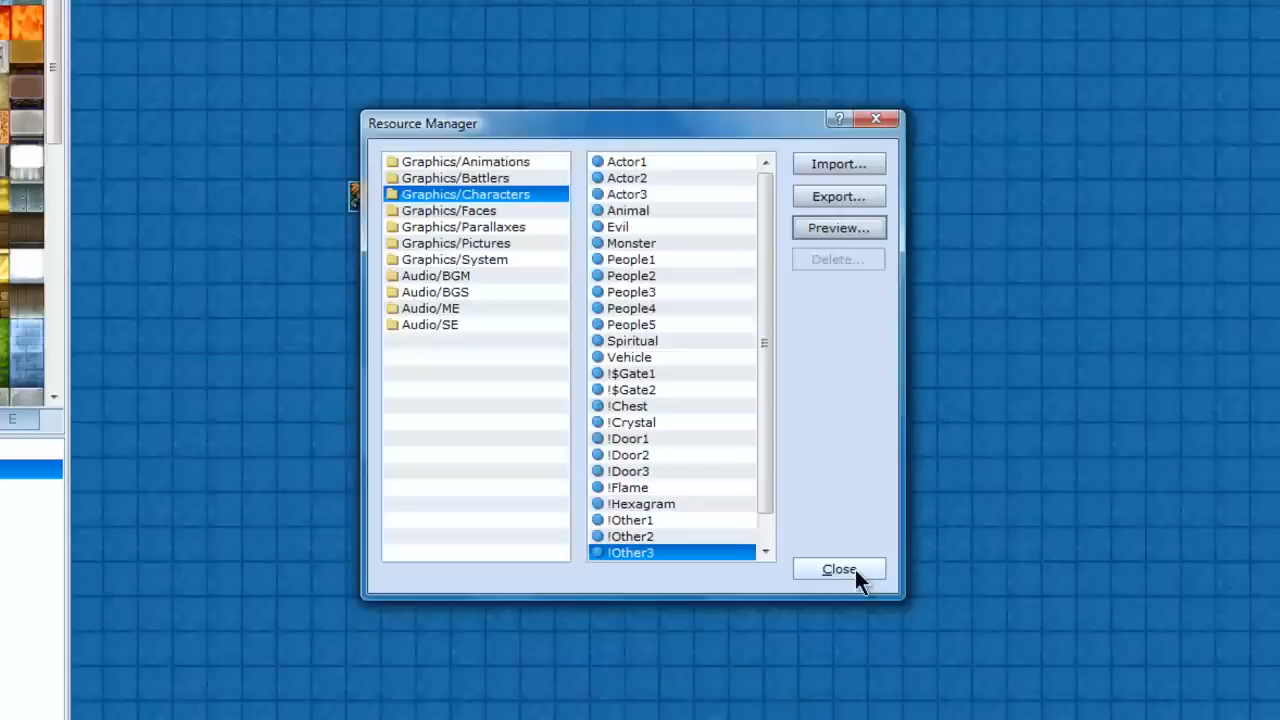 Resource Manager
?
Graphics/Animations
Graphics/Battlers
Graphics/Characters
Graphics/Faces
Graphics/Parallaxes
Graphics/Pictures
Graphics/System
Audio/BGM
Audio/BGS
Audio/ME
Audio/SE
Actor1
Actor2
Actor3
Animal
Evil
Monster
People1
People2
People3
People4
People5
Spiritual
Vehicle
!$Gate1
!$Gate2
!Chest
!Crystal
!Door1
!Door2
!Door3
!Flame
!Hexagram
!Other1
!Other2
!Other3
Import...
Export...
Preview...
Delete...
Close
E